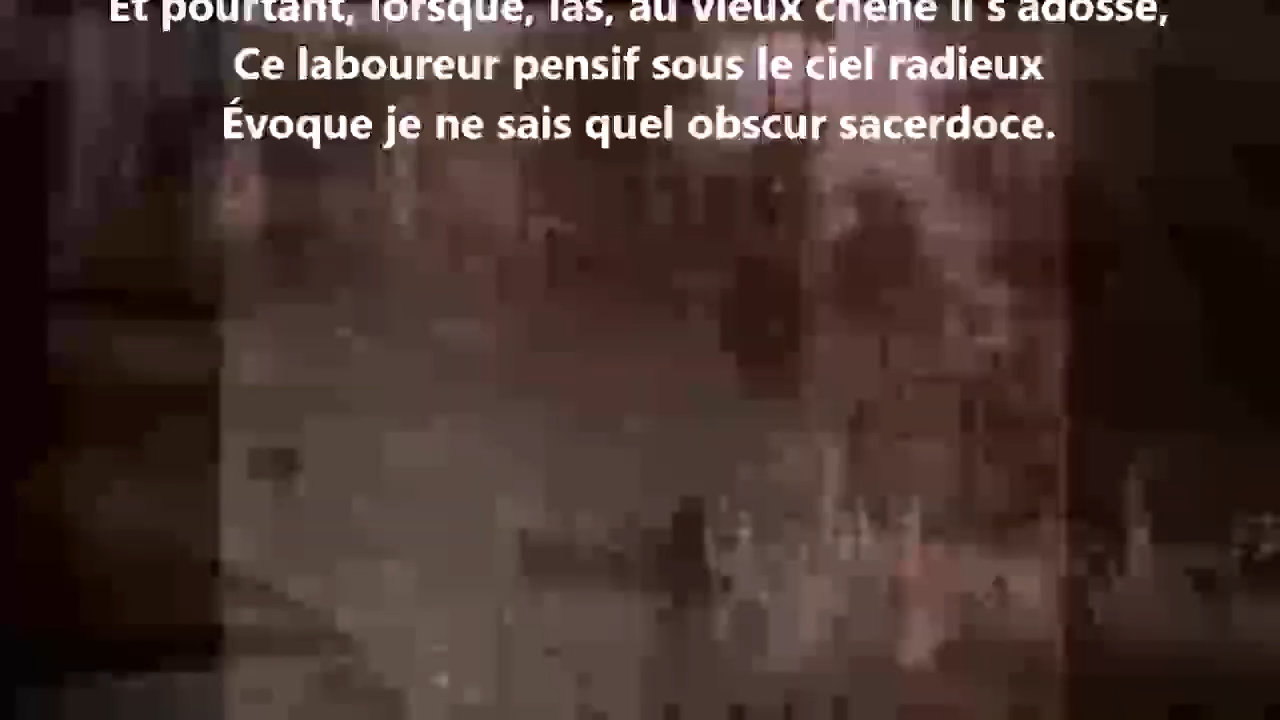 Et pourtant, lorsque, las, au vieux chêne il s'adosse,
Ce laboureur pensif sous le ciel radieux
Évoque je ne sais quel obscur sacerdoce.